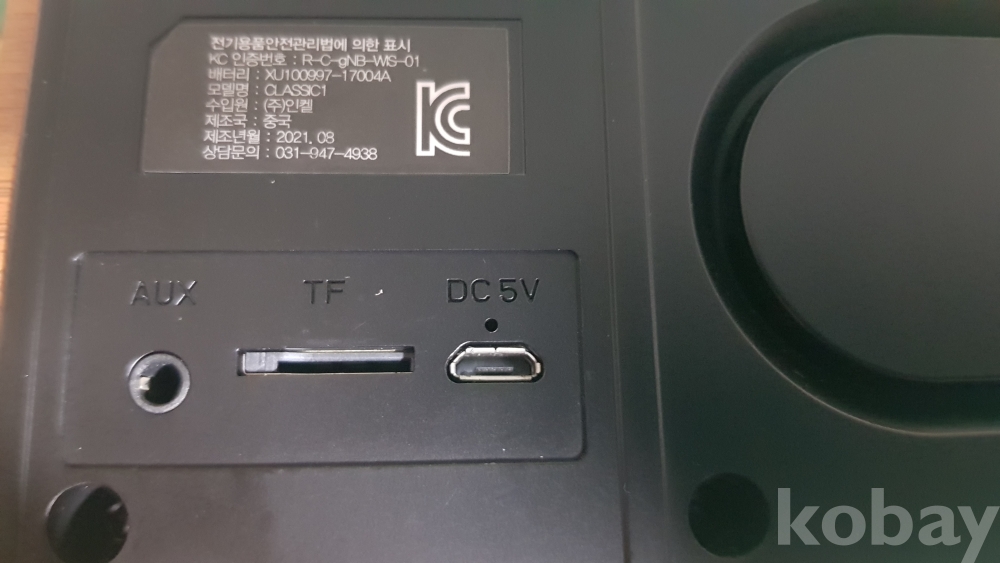 전기용품안전관리법에 의한 표시
KC 인증번호 : R-C-gNB-WS-01
배터리 : XU100997-17004A
모델명 : CLASSIC1
수입원 : (주)인켈
제조국 : 중국
제조년월 : 2021. 08
상담문의 : 031-947-4938
KC
AUX TF DC 5V
kobay